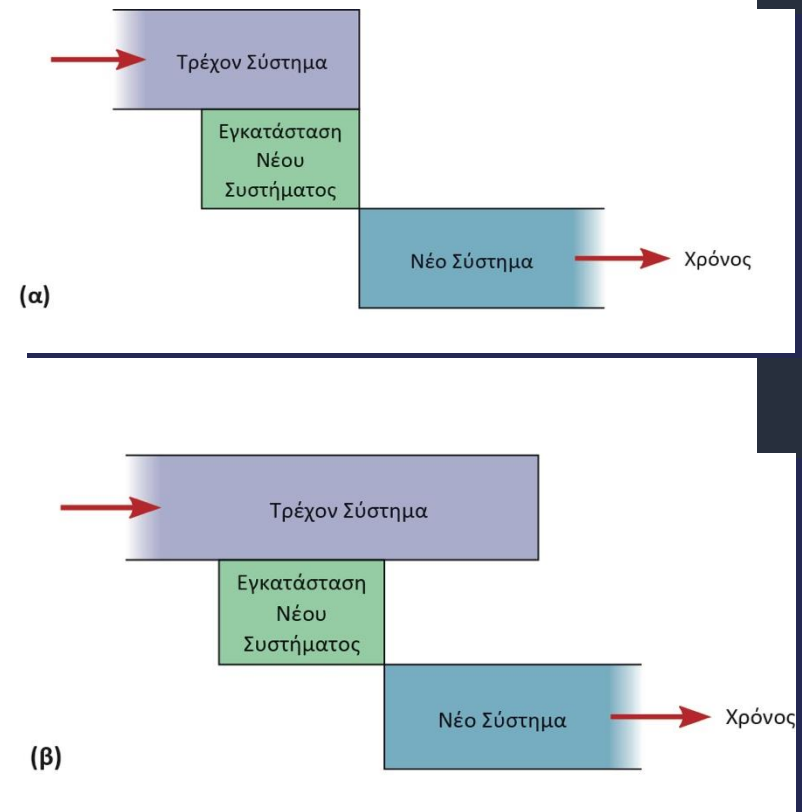 Τρέχον Σύστημα
Εγκατάσταση
Νέου
Συστήματος
Νέο Σύστημα
Χρόνος
(α)
Τρέχον Σύστημα
Εγκατάσταση
Νέου
Συστήματος
Νέο Σύστημα
Χρόνος
(β)